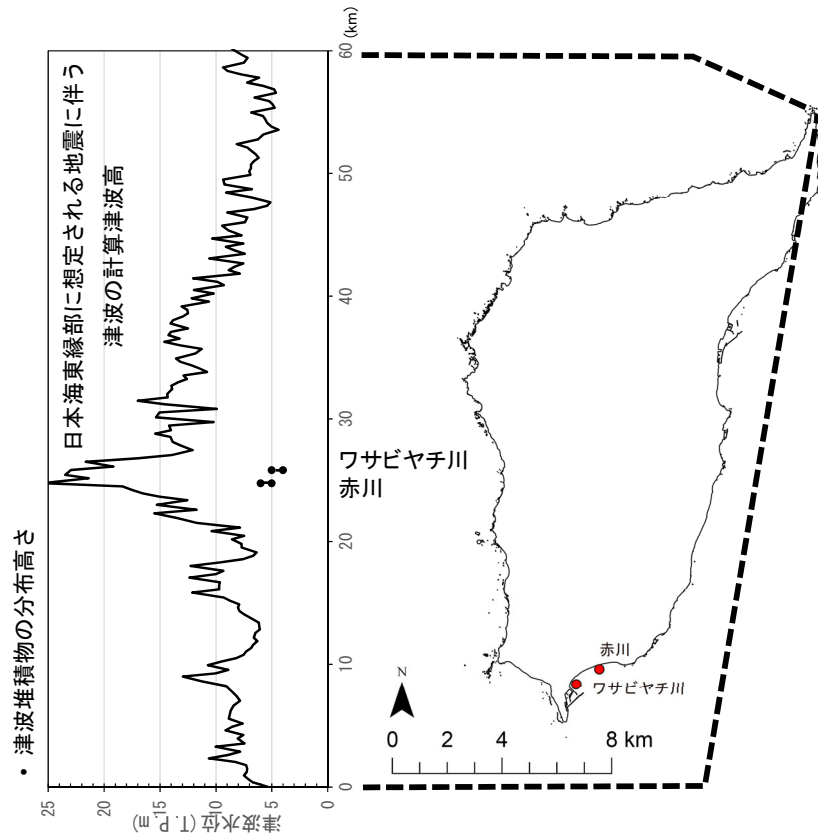 • 津波堆積物の分布高さ
日本海東縁部に想定される地震に伴う
津波の計算津波高
津波水位(T.P.m)
25
20
15
10
5
0
0
10
20
30
40
50
60
(km)
ワサビヤチ川
赤川
N
0 2 4 8 km
赤川
ワサビヤチ川